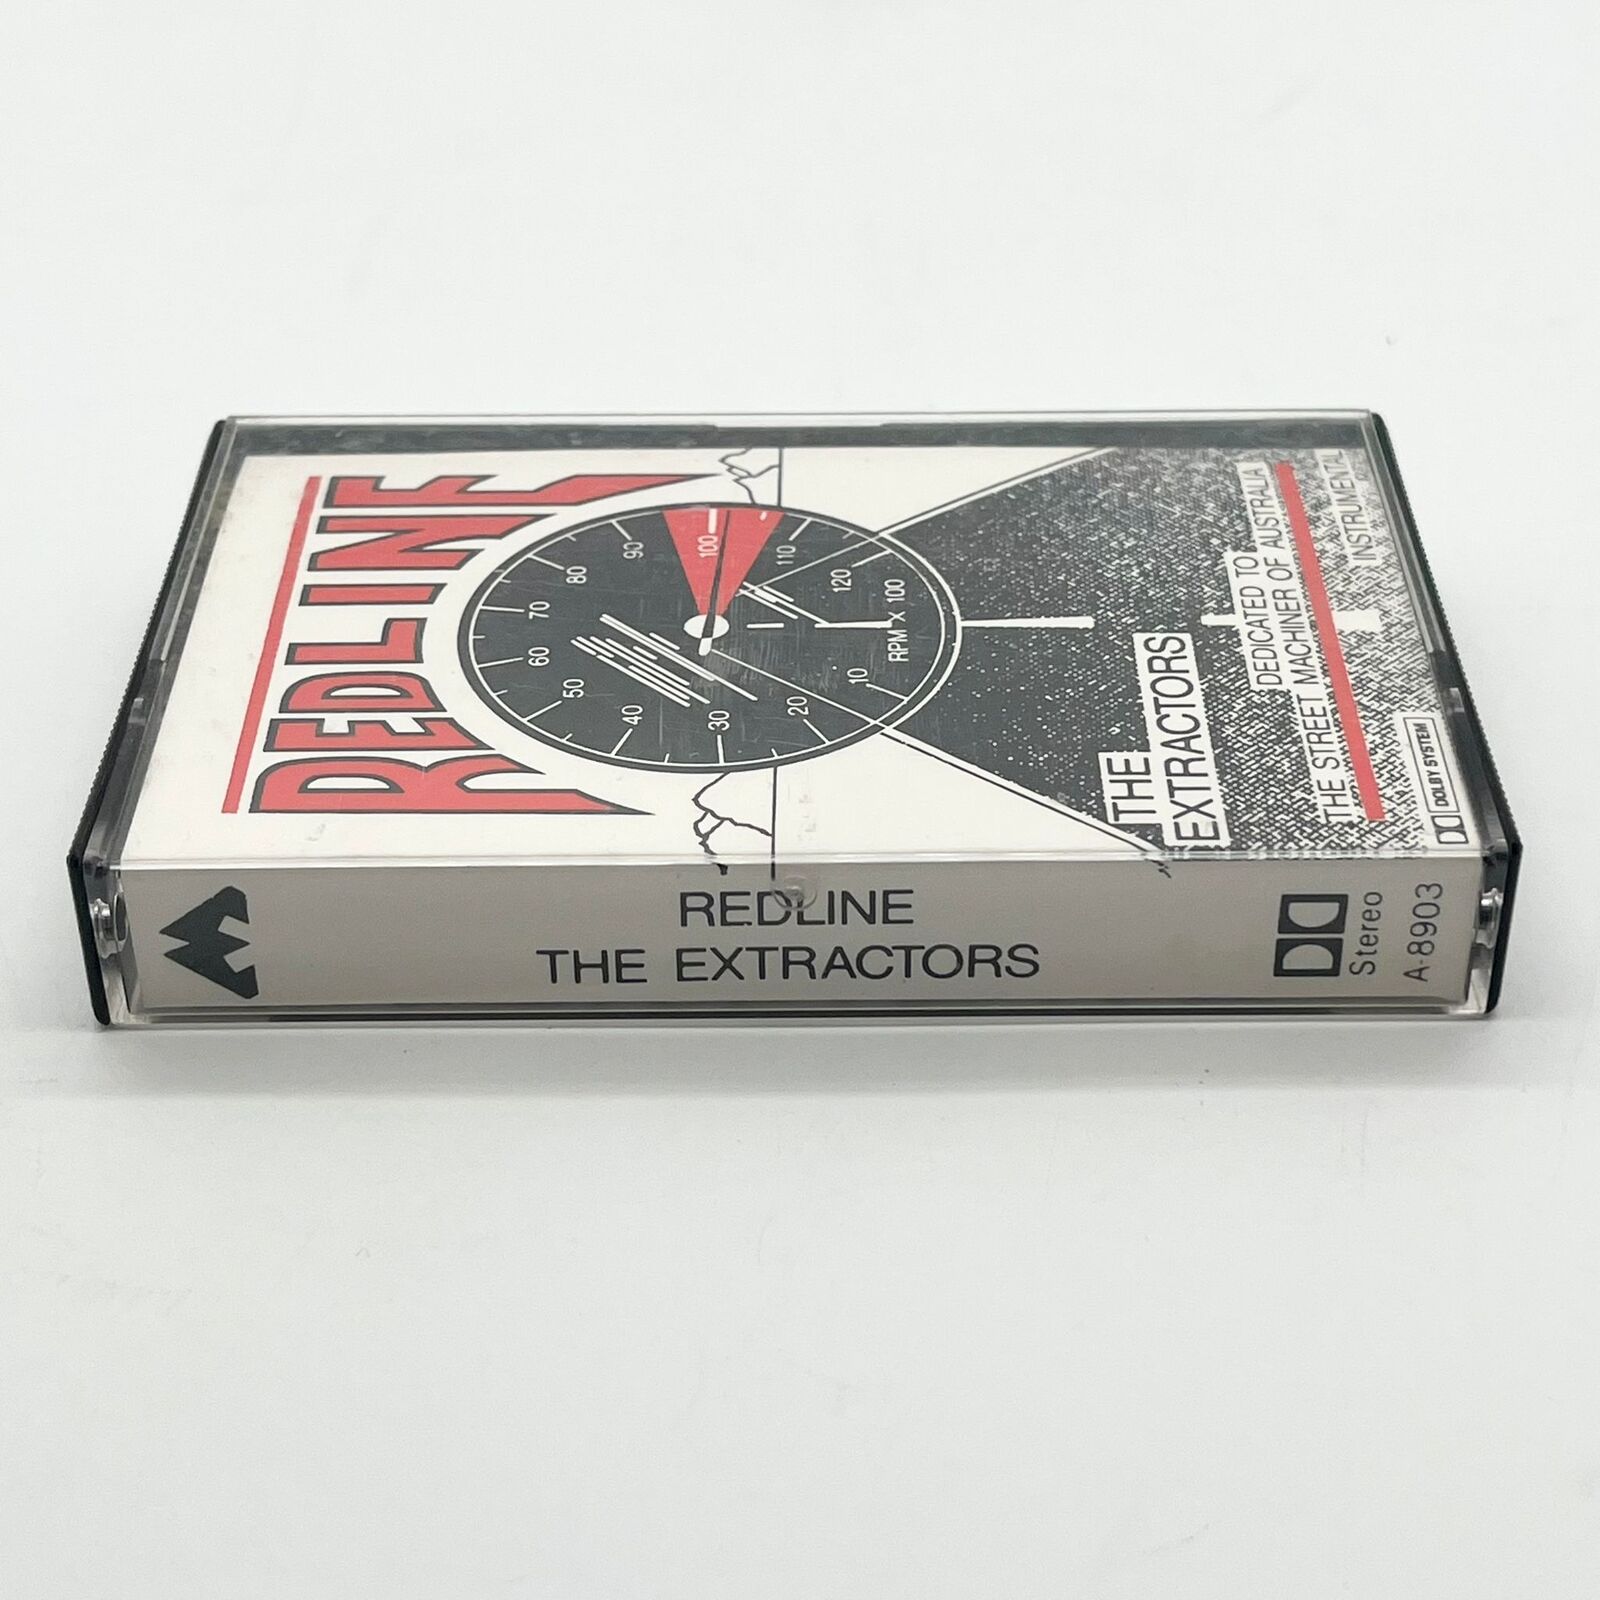 REDLINE
10
20
30
40
50
60
70
80
90
100
110
120
RPM X 100
THE
EXTRACTORS
DEDICATED TO
THE STREET MACHINER OF AUSTRALIA
INSTRUMENTAL
DOLBY SYSTEM
REDLINE
THE EXTRACTORS
Stereo
A-8903